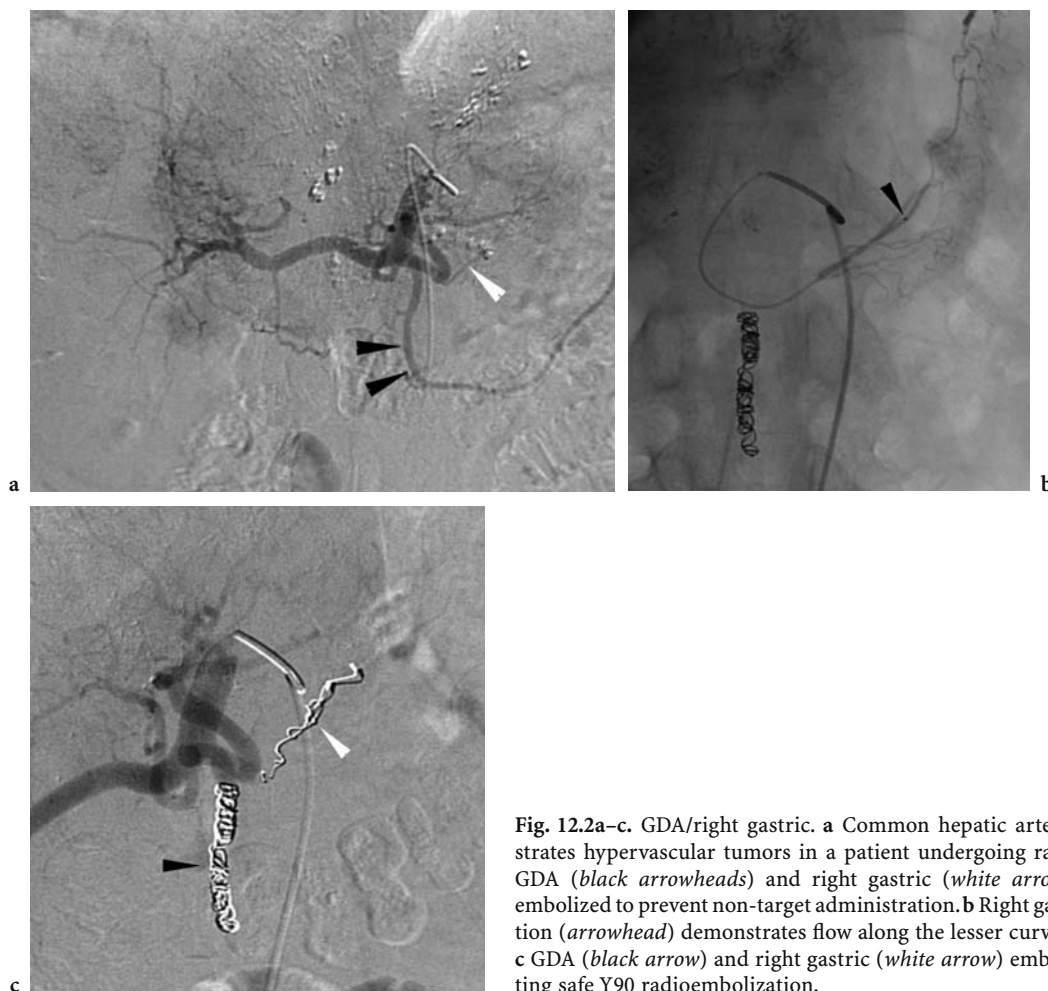 a
b
c
Fig. 12.2a–c. GDA/right gastric. a Common hepatic arte
strates hypervascular tumors in a patient undergoing ra
GDA (black arrowheads) and right gastric (white arro
embolized to prevent non-target administration. b Right ga
tion (arrowhead) demonstrates flow along the lesser curv
c GDA (black arrow) and right gastric (white arrow) emb
ting safe Y90 radioembolization.